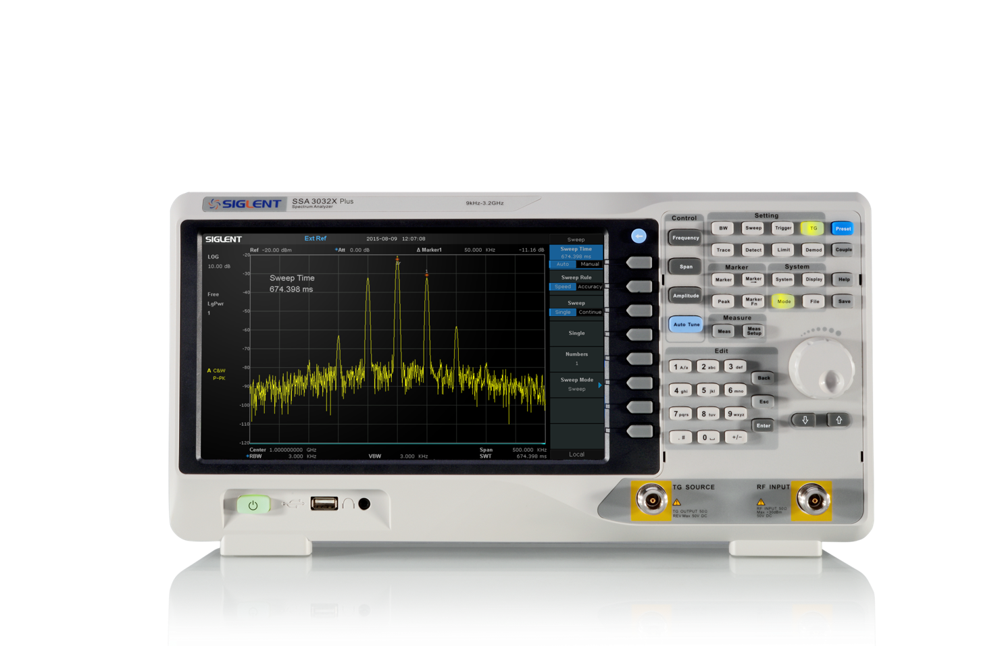 SIGLENT SSA 3032X Plus
Spectrum Analyzer
9kHz-3.2GHz
SIGLENT Ext Ref 2015-08-09 12:07:08
Ref -20.00 dBm *Att 0.00 dB Δ Marker1 50.000 KHz -11.16 dB
LOG
10.00 dB
Free
LgPwr
1
A C&W
P-PK
-20
-30
-40
-50
-60
-70
-80
-90
-100
-110
-120
Sweep Time
674.398 ms
1
Center 1.000000000 GHz Span 500.000 KHz
*RBW 3.000 KHz VBW 3.000 KHz SWT 674.398 ms
Sweep
Sweep Time
674.398 ms
Auto Manual
Sweep Rule
Speed Accuracy
Sweep
Single Continue
Single
Numbers
1
Sweep Mode
Sweep
Local
Control
Frequency
Span
Amplitude
Auto Tune
Setting
BW Sweep Trigger TG Preset
Trace Detect Limit Demod Couple
Marker System
Marker Marker→ System Display Help
Peak Marker Fn Mode File Save
Measure
Meas Meas Setup
Edit
1 A/a 2 abc 3 def
Back
4 ghi 5 jkl 6 mno
Esc
7 pqrs 8 tuv 9 wxyz
Enter
. # 0 +/-
TG SOURCE
TG OUTPUT 50Ω
REV Max 50V DC
RF INPUT
RF INPUT 50Ω
Max +30dBm
50V DC